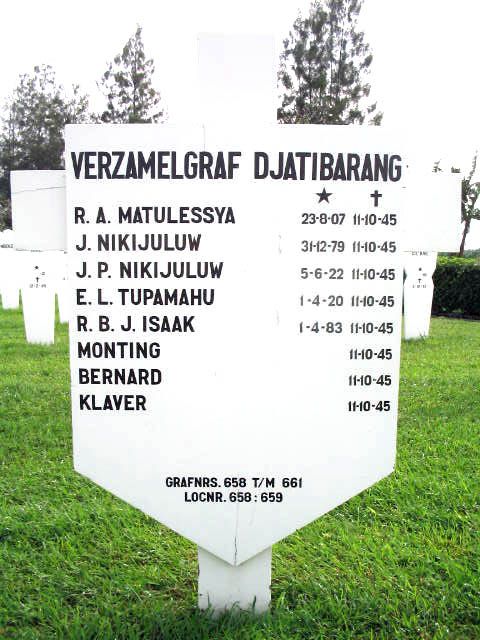 VERZAMELGRAF DJATIBARANG
★ ✝
R. A. MATULESSYA 23-8-07 11-10-45
J. NIKIJULUW 31-12-79 11-10-45
J. P. NIKIJULUW 5-6-22 11-10-45
E. L. TUPAMAHU 1-4-20 11-10-45
R. B. J. ISAAK 1-4-83 11-10-45
MONTING 11-10-45
BERNARD 11-10-45
KLAVER 11-10-45
GRAFNRS. 658 T/M 661
LOCNR. 658 : 659